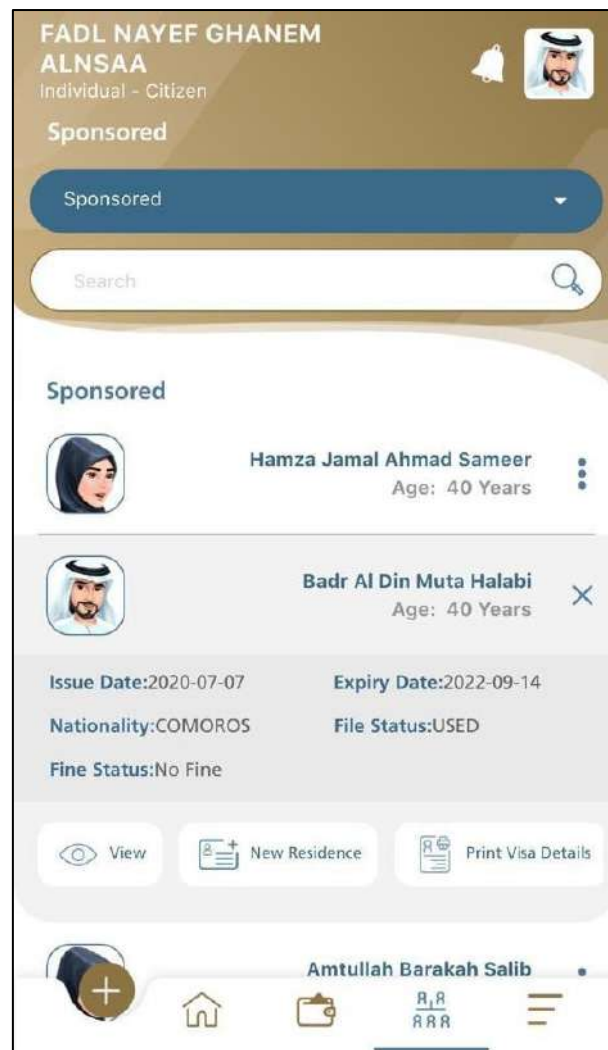 FADL NAYEF GHANEM
ALNSAA
Individual - Citizen
Sponsored
Sponsored
Search
Sponsored
Hamza Jamal Ahmad Sameer
Age: 40 Years
Badr Al Din Muta Halabi
Age: 40 Years
Issue Date:2020-07-07 Expiry Date:2022-09-14
Nationality:COMOROS File Status:USED
Fine Status:No Fine
View New Residence Print Visa Details
Amtullah Barakah Salib